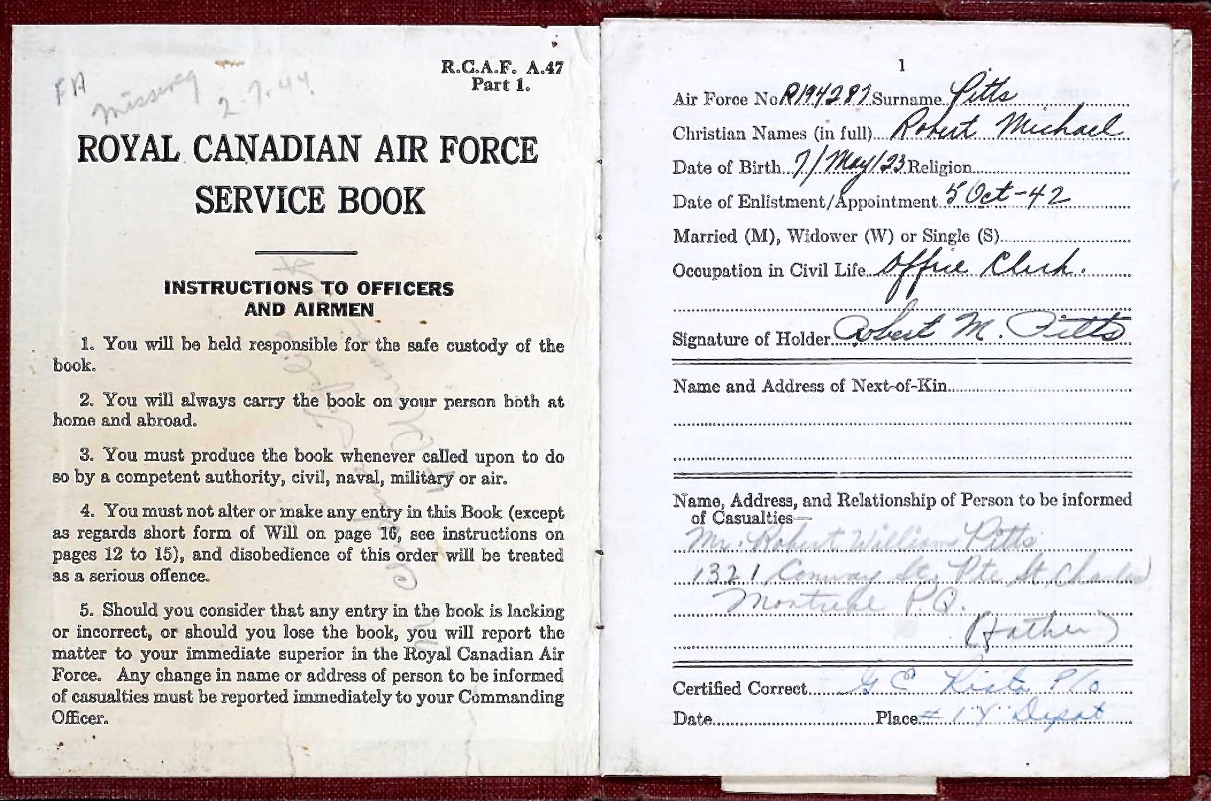 FA
missing
2.7.44
R.C.A.F. A.47
Part 1.
ROYAL CANADIAN AIR FORCE
SERVICE BOOK
INSTRUCTIONS TO OFFICERS
AND AIRMEN
1. You will be held responsible for the safe custody of the
book.
2. You will always carry the book on your person both at
home and abroad.
3. You must produce the book whenever called upon to do
so by a competent authority, civil, naval, military or air.
4. You must not alter or make any entry in this Book (except
as regards short form of Will on page 16, see instructions on
pages 12 to 15), and disobedience of this order will be treated
as a serious offence.
5. Should you consider that any entry in the book is lacking
or incorrect, or should you lose the book, you will report the
matter to your immediate superior in the Royal Canadian Air
Force. Any change in name or address of person to be informed
of casualties must be reported immediately to your Commanding
Officer.
1
Air Force No. R194287 Surname Pitts
Christian Names (in full) Robert Michael
Date of Birth 7/May/23 Religion
Date of Enlistment/Appointment 5 Oct-42
Married (M), Widower (W) or Single (S)
Occupation in Civil Life Office Clerk.
Signature of Holder Robert M. Pitts
Name and Address of Next-of-Kin
Name, Address, and Relationship of Person to be informed
of Casualties—
Mr. Robert William Pitts
1321 Conway St, Pte St Charles
Montreal P.Q.
(Father)
Certified Correct G C P/o
Date Place Depot